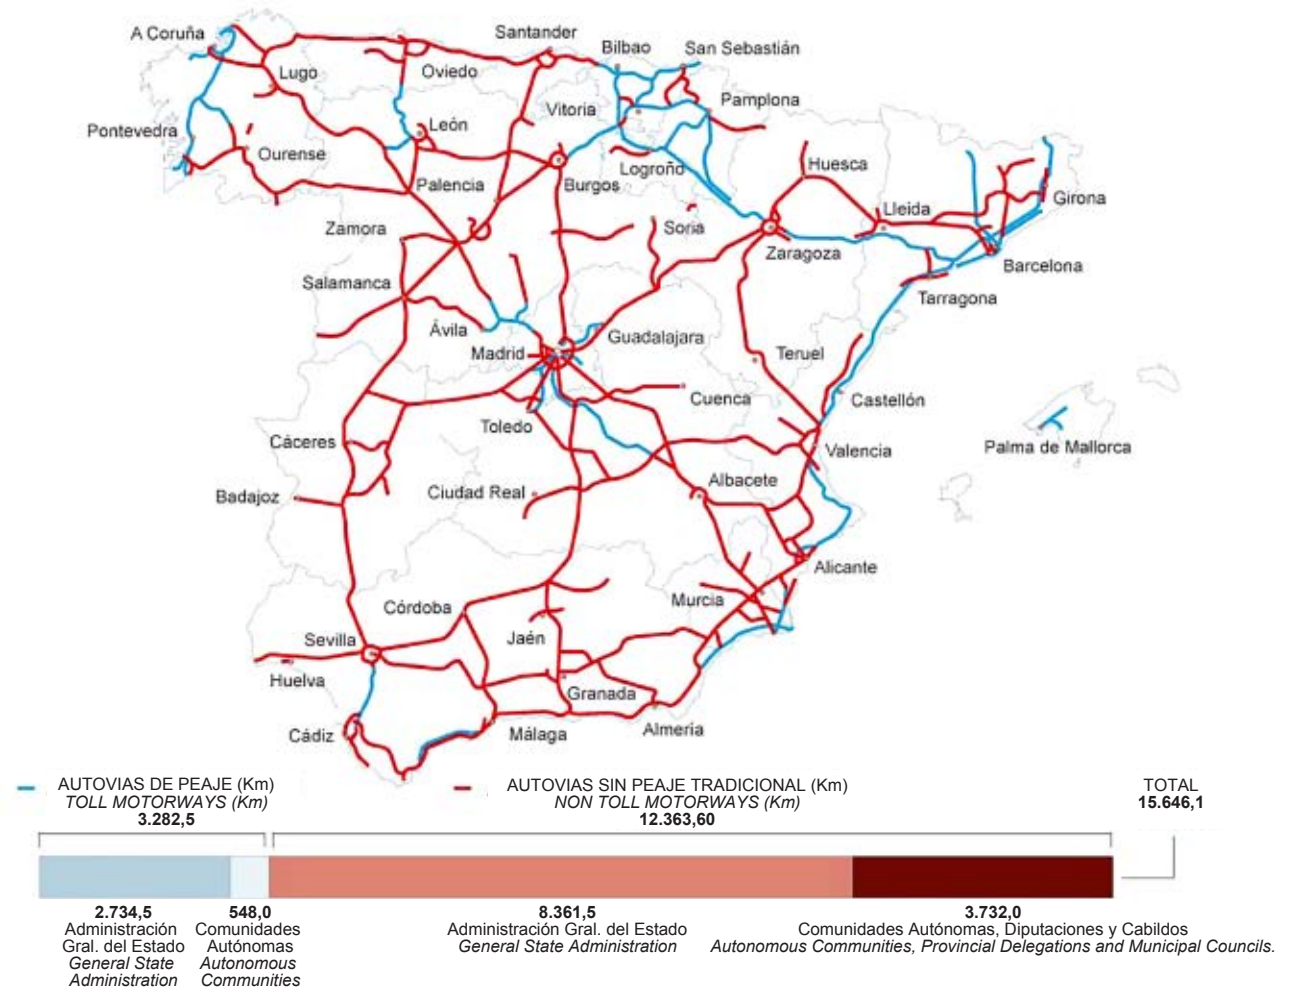 A Coruña
Santander
Bilbao
San Sebastián
Lugo
Oviedo
Vitoria
Pamplona
Pontevedra
León
Ourense
Logroño
Huesca
Palencia
Burgos
Girona
Zamora
Soria
Lleida
Zaragoza
Barcelona
Salamanca
Tarragona
Ávila
Guadalajara
Madrid
Teruel
Cuenca
Castellón
Toledo
Cáceres
Palma de Mallorca
Valencia
Badajoz
Ciudad Real
Albacete
Alicante
Murcia
Córdoba
Sevilla
Jaén
Huelva
Granada
Cádiz
Málaga
Almería
AUTOVIAS DE PEAJE (Km)
TOLL MOTORWAYS (Km)
3.282,5
AUTOVIAS SIN PEAJE TRADICIONAL (Km)
NON TOLL MOTORWAYS (Km)
12.363,60
TOTAL
15.646,1
2.734,5
Administración
Gral. del Estado
General State
Administration
548,0
Comunidades
Autónomas
Autonomous
Communities
8.361,5
Administración Gral. del Estado
General State Administration
3.732,0
Comunidades Autónomas, Diputaciones y Cabildos
Autonomous Communities, Provincial Delegations and Municipal Councils.